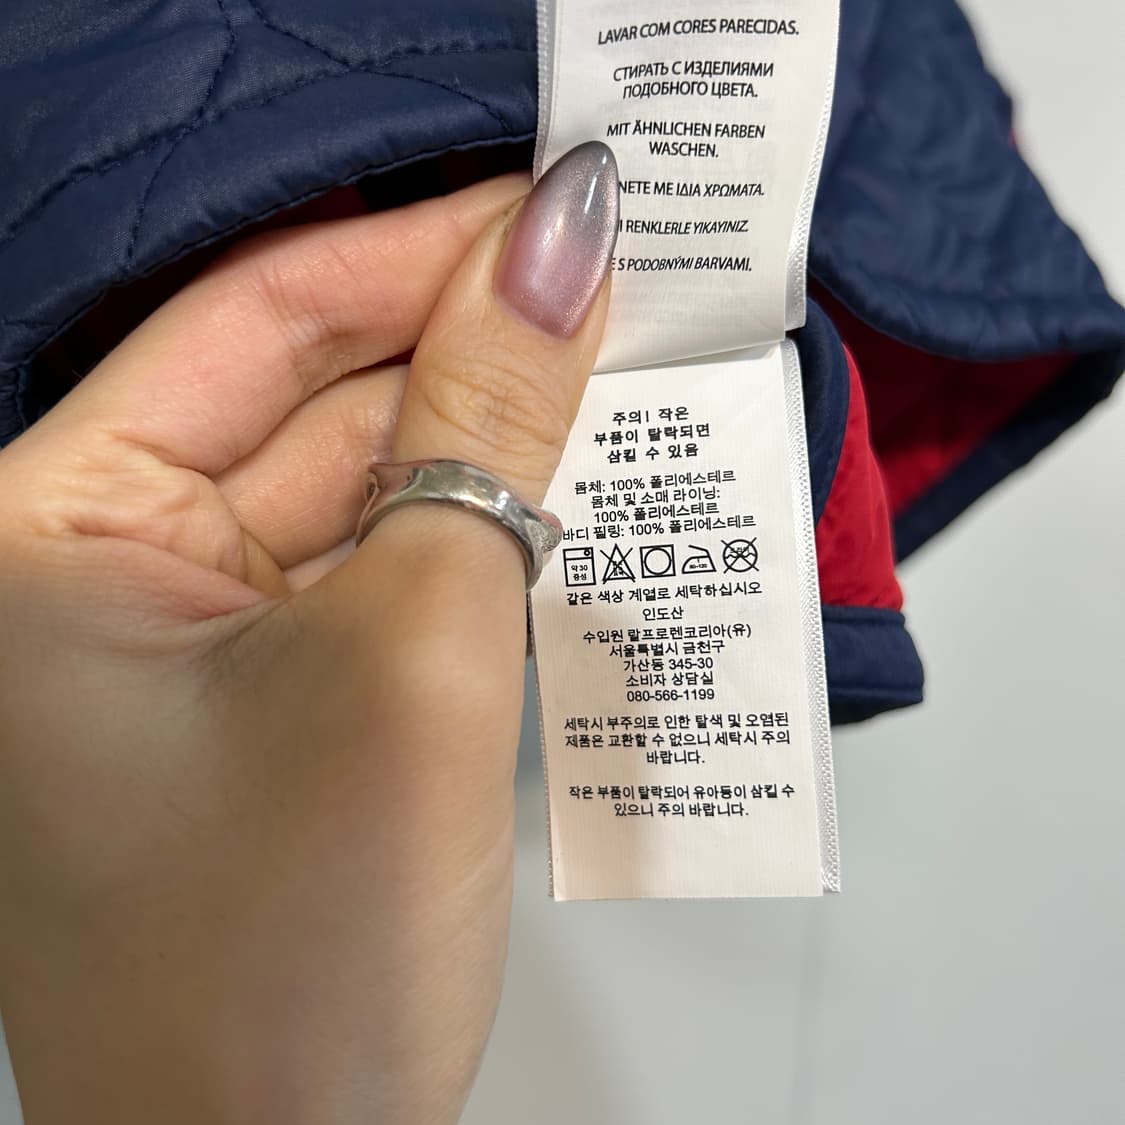 LAVAR COM CORES PARECIDAS.
СТИРАТЬ С ИЗДЕЛИЯМИ
ПОДОБНОГО ЦВЕТА.
MIT ÄHNLICHEN FARBEN
WASCHEN.
ΝΕΤΕ ΜΕ ΙΔΙΑ ΧΡΩΜΑΤΑ.
RENKLERLE YIKAYINIZ.
S PODOBNÝMI BARVAMI.
주의! 작은
부품이 탈락되면
삼킬 수 있음
몸체: 100% 폴리에스테르
몸체 및 소매 라이닝:
100% 폴리에스테르
바디 필링: 100% 폴리에스테르
약 30
중성
같은 색상 계열로 세탁하십시오
인도산
수입원 랄프로렌코리아(유)
서울특별시 금천구
가산동 345-30
소비자 상담실
080-566-1199
세탁시 부주의로 인한 탈색 및 오염된
제품은 교환할 수 없으니 세탁시 주의
바랍니다.
작은 부품이 탈락되어 유아등이 삼킬 수
있으니 주의 바랍니다.